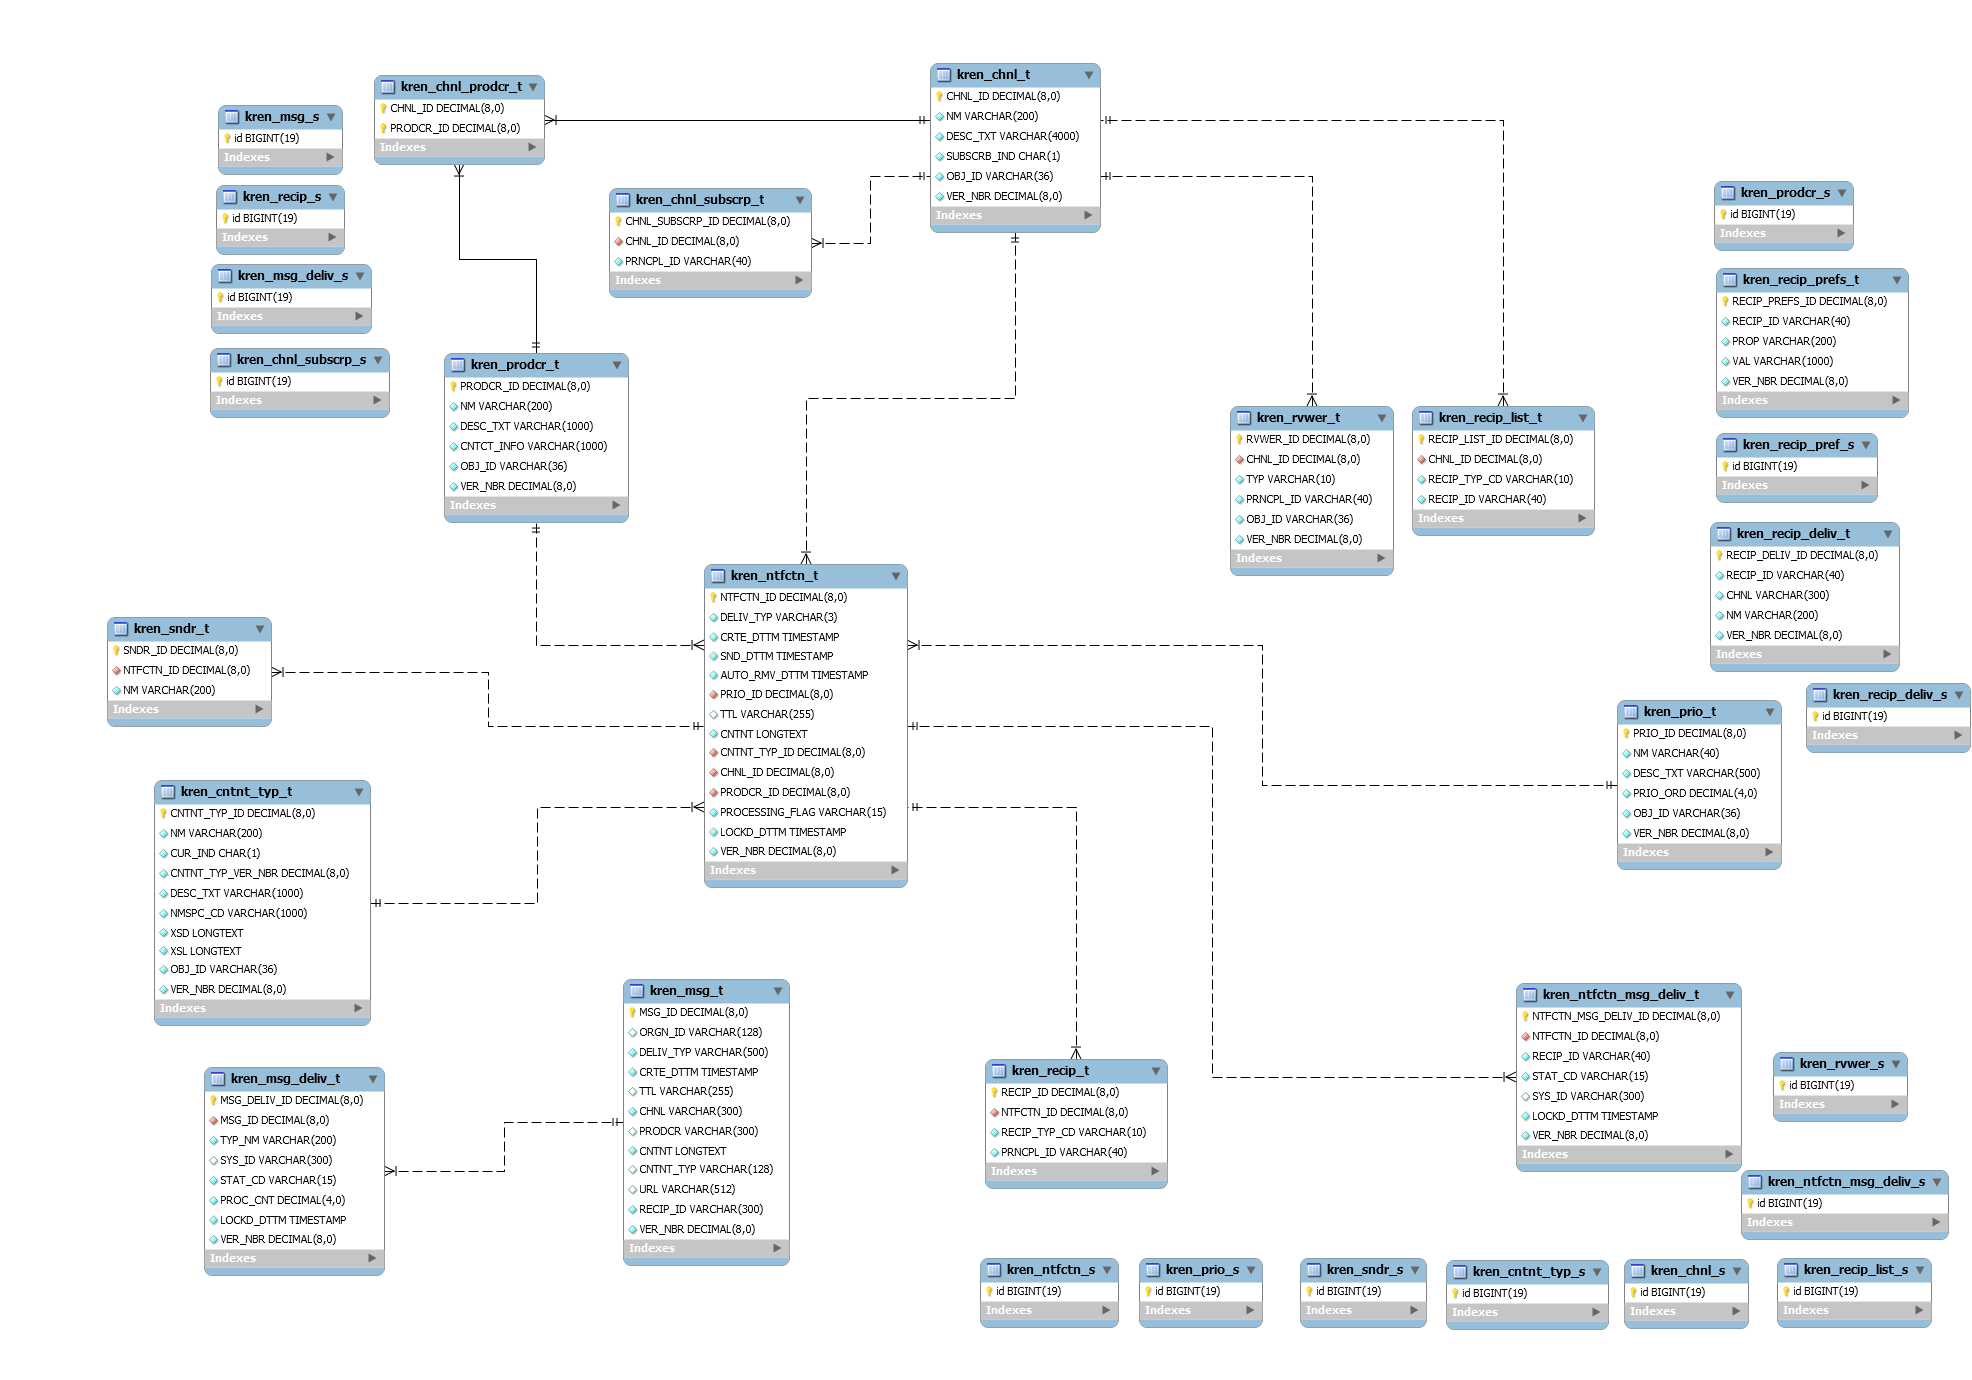 kren_msg_s
id BIGINT(19)
Indexes
kren_recip_s
id BIGINT(19)
Indexes
kren_msg_deliv_s
id BIGINT(19)
Indexes
kren_chnl_subscrp_s
id BIGINT(19)
Indexes
kren_chnl_prodcr_t
CHNL_ID DECIMAL(8,0)
PRODCR_ID DECIMAL(8,0)
Indexes
kren_chnl_subscrp_t
CHNL_SUBSCRP_ID DECIMAL(8,0)
CHNL_ID DECIMAL(8,0)
PRNCPL_ID VARCHAR(40)
Indexes
kren_chnl_t
CHNL_ID DECIMAL(8,0)
NM VARCHAR(200)
DESC_TXT VARCHAR(4000)
SUBSCRB_IND CHAR(1)
OBJ_ID VARCHAR(36)
VER_NBR DECIMAL(8,0)
Indexes
kren_prodcr_s
id BIGINT(19)
Indexes
kren_recip_prefs_t
RECIP_PREFS_ID DECIMAL(8,0)
RECIP_ID VARCHAR(40)
PROP VARCHAR(200)
VAL VARCHAR(1000)
VER_NBR DECIMAL(8,0)
Indexes
kren_recip_pref_s
id BIGINT(19)
Indexes
kren_prodcr_t
PRODCR_ID DECIMAL(8,0)
NM VARCHAR(200)
DESC_TXT VARCHAR(1000)
CNTCT_INFO VARCHAR(1000)
OBJ_ID VARCHAR(36)
VER_NBR DECIMAL(8,0)
Indexes
kren_rvwer_t
RVWER_ID DECIMAL(8,0)
CHNL_ID DECIMAL(8,0)
TYP VARCHAR(10)
PRNCPL_ID VARCHAR(40)
OBJ_ID VARCHAR(36)
VER_NBR DECIMAL(8,0)
Indexes
kren_recip_list_t
RECIP_LIST_ID DECIMAL(8,0)
CHNL_ID DECIMAL(8,0)
RECIP_TYP_CD VARCHAR(10)
RECIP_ID VARCHAR(40)
Indexes
kren_recip_deliv_t
RECIP_DELIV_ID DECIMAL(8,0)
RECIP_ID VARCHAR(40)
CHNL VARCHAR(300)
NM VARCHAR(200)
VER_NBR DECIMAL(8,0)
Indexes
kren_recip_deliv_s
id BIGINT(19)
Indexes
kren_sndr_t
SNDR_ID DECIMAL(8,0)
NTFCTN_ID DECIMAL(8,0)
NM VARCHAR(200)
Indexes
kren_ntfctn_t
NTFCTN_ID DECIMAL(8,0)
DELIV_TYP VARCHAR(3)
CRTE_DTTM TIMESTAMP
SND_DTTM TIMESTAMP
AUTO_RMV_DTTM TIMESTAMP
PRIO_ID DECIMAL(8,0)
TTL VARCHAR(255)
CNTNT LONGTEXT
CNTNT_TYP_ID DECIMAL(8,0)
CHNL_ID DECIMAL(8,0)
PRODCR_ID DECIMAL(8,0)
PROCESSING_FLAG VARCHAR(15)
LOCKD_DTTM TIMESTAMP
VER_NBR DECIMAL(8,0)
Indexes
kren_prio_t
PRIO_ID DECIMAL(8,0)
NM VARCHAR(40)
DESC_TXT VARCHAR(500)
PRIO_ORD DECIMAL(4,0)
OBJ_ID VARCHAR(36)
VER_NBR DECIMAL(8,0)
Indexes
kren_cntnt_typ_t
CNTNT_TYP_ID DECIMAL(8,0)
NM VARCHAR(200)
CUR_IND CHAR(1)
CNTNT_TYP_VER_NBR DECIMAL(8,0)
DESC_TXT VARCHAR(1000)
NMSPC_CD VARCHAR(1000)
XSD LONGTEXT
XSL LONGTEXT
OBJ_ID VARCHAR(36)
VER_NBR DECIMAL(8,0)
Indexes
kren_msg_deliv_t
MSG_DELIV_ID DECIMAL(8,0)
MSG_ID DECIMAL(8,0)
TYP_NM VARCHAR(200)
SYS_ID VARCHAR(300)
STAT_CD VARCHAR(15)
PROC_CNT DECIMAL(4,0)
LOCKD_DTTM TIMESTAMP
VER_NBR DECIMAL(8,0)
Indexes
kren_msg_t
MSG_ID DECIMAL(8,0)
ORGN_ID VARCHAR(128)
DELIV_TYP VARCHAR(500)
CRTE_DTTM TIMESTAMP
TTL VARCHAR(255)
CHNL VARCHAR(300)
PRODCR VARCHAR(300)
CNTNT LONGTEXT
CNTNT_TYP VARCHAR(128)
URL VARCHAR(512)
RECIP_ID VARCHAR(300)
VER_NBR DECIMAL(8,0)
Indexes
kren_recip_t
RECIP_ID DECIMAL(8,0)
NTFCTN_ID DECIMAL(8,0)
RECIP_TYP_CD VARCHAR(10)
PRNCPL_ID VARCHAR(40)
Indexes
kren_ntfctn_msg_deliv_t
NTFCTN_MSG_DELIV_ID DECIMAL(8,0)
NTFCTN_ID DECIMAL(8,0)
RECIP_ID VARCHAR(40)
STAT_CD VARCHAR(15)
SYS_ID VARCHAR(300)
LOCKD_DTTM TIMESTAMP
VER_NBR DECIMAL(8,0)
Indexes
kren_rvwer_s
id BIGINT(19)
Indexes
kren_ntfctn_msg_deliv_s
id BIGINT(19)
Indexes
kren_ntfctn_s
id BIGINT(19)
Indexes
kren_prio_s
id BIGINT(19)
Indexes
kren_sndr_s
id BIGINT(19)
Indexes
kren_cntnt_typ_s
id BIGINT(19)
Indexes
kren_chnl_s
id BIGINT(19)
Indexes
kren_recip_list_s
id BIGINT(19)
Indexes